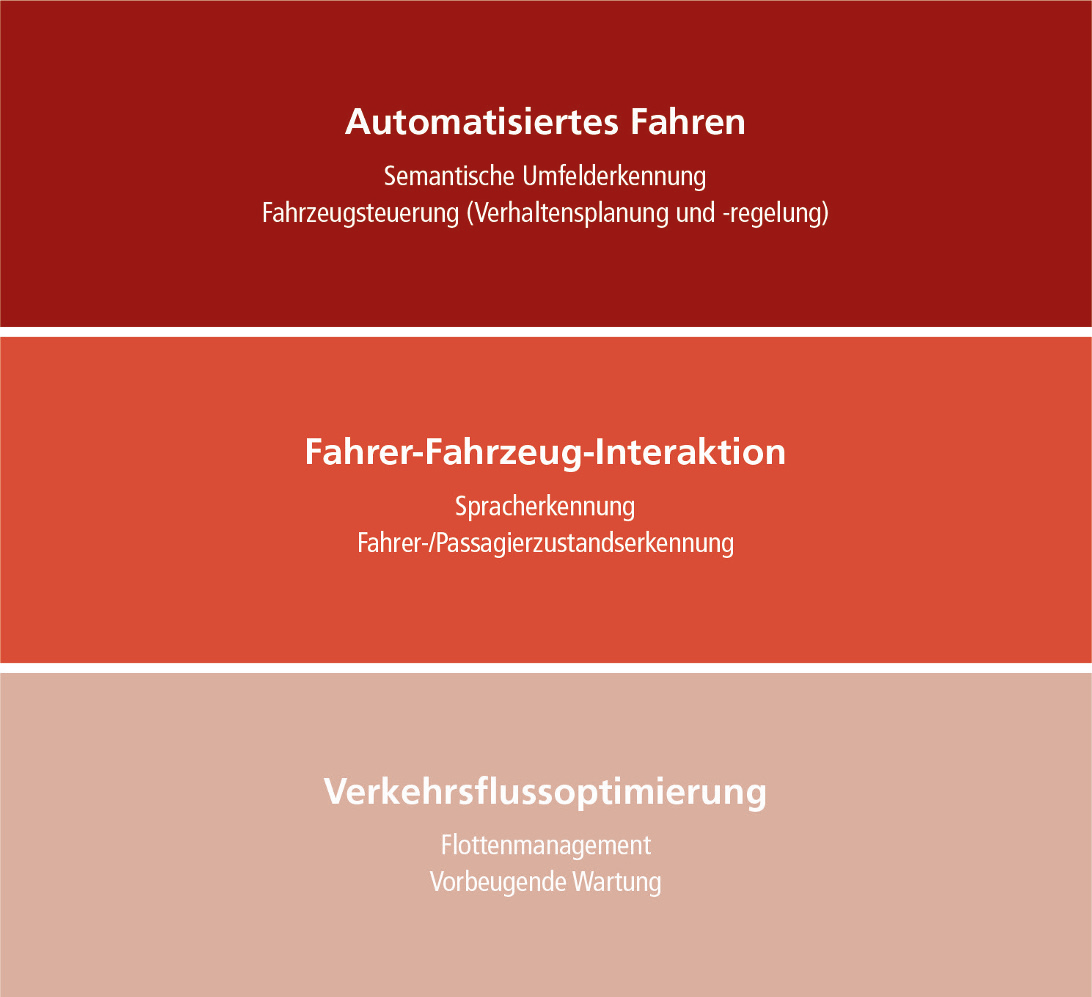 Automatisiertes Fahren
Semantische Umfelderkennung
Fahrzeugsteuerung (Verhaltensplanung und -regelung)
Fahrer-Fahrzeug-Interaktion
Spracherkennung
Fahrer-/Passagierzustandserkennung
Verkehrsflussoptimierung
Flottenmanagement
Vorbeugende Wartung